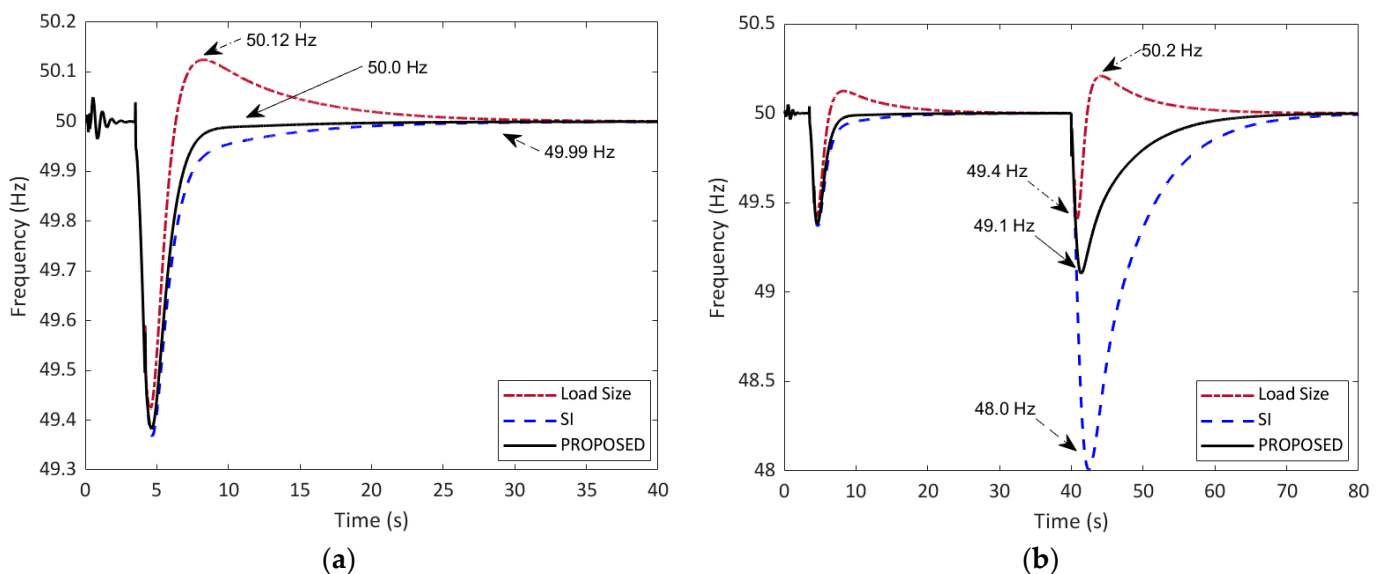 50.2
50.1
50
49.9
49.8
49.7
49.6
49.5
49.4
49.3
Frequency (Hz)
50.12 Hz
50.0 Hz
49.99 Hz
Load Size
SI
PROPOSED
0 5 10 15 20 25 30 35 40
Time (s)
(a)
50.5
50
49.5
49
48.5
48
Frequency (Hz)
50.2 Hz
49.4 Hz
49.1 Hz
48.0 Hz
Load Size
SI
PROPOSED
0 10 20 30 40 50 60 70 80
Time (s)
(b)